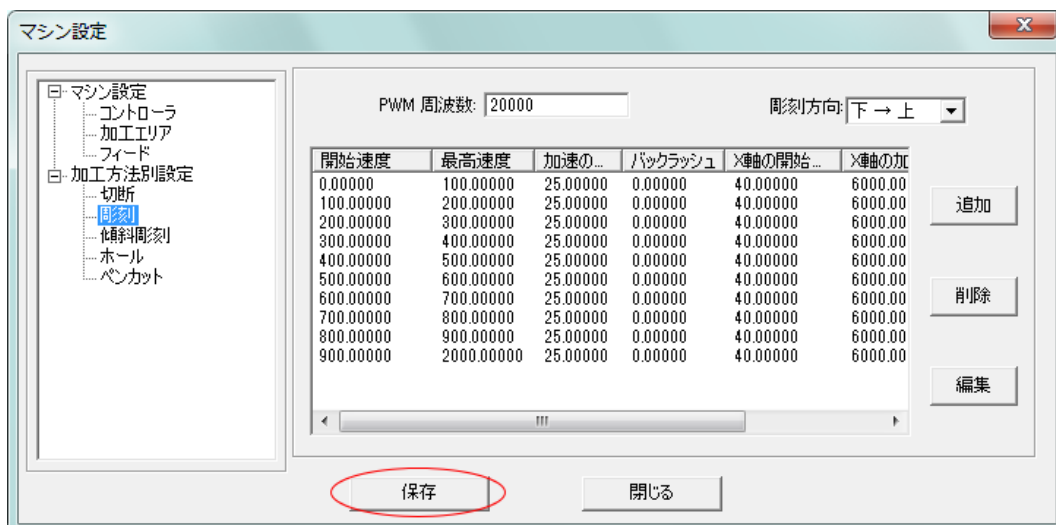 マシン設定
マシン設定
コントローラ
加工エリア
フィード
加工方法別設定
切断
彫刻
傾斜彫刻
ホール
ペンカット
PWM 周波数: 20000
彫刻方向: 下 → 上
開始速度 最高速度 加速の... バックラッシュ X軸の開始... X軸の加
0.00000 100.00000 25.00000 0.00000 40.00000 6000.00
100.00000 200.00000 25.00000 0.00000 40.00000 6000.00
200.00000 300.00000 25.00000 0.00000 40.00000 6000.00
300.00000 400.00000 25.00000 0.00000 40.00000 6000.00
400.00000 500.00000 25.00000 0.00000 40.00000 6000.00
500.00000 600.00000 25.00000 0.00000 40.00000 6000.00
600.00000 700.00000 25.00000 0.00000 40.00000 6000.00
700.00000 800.00000 25.00000 0.00000 40.00000 6000.00
800.00000 900.00000 25.00000 0.00000 40.00000 6000.00
900.00000 2000.00000 25.00000 0.00000 40.00000 6000.00
追加
削除
編集
保存
閉じる